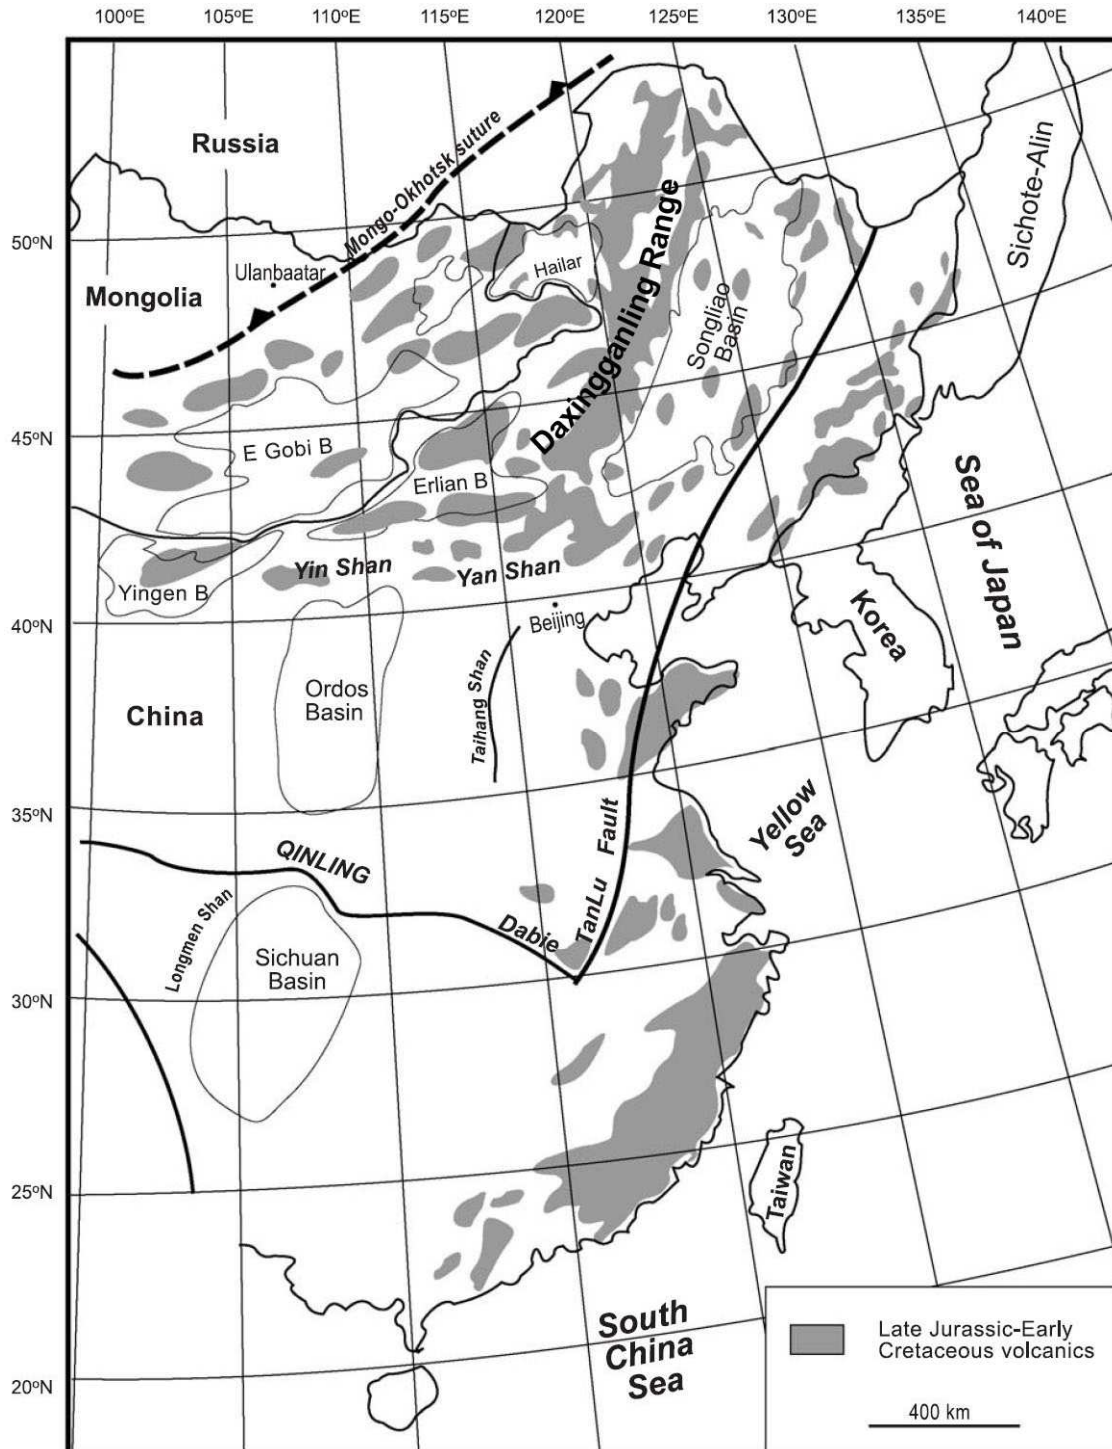 100ºE
105ºE
110ºE
115ºE
120ºE
125ºE
130ºE
135ºE
140ºE
Russia
Mongo-Okhotsk suture
Sichote-Alin
50ºN
Ulanbaatar
Hailar
Mongolia
Daxingganling Range
Songliao
Basin
45ºN
E Gobi B
Erlian B
Sea of Japan
Yin Shan
Yan Shan
Yingen B
40ºN
Beijing
Korea
Ordos
Basin
China
Taihang Shan
35ºN
Yellow
Sea
TanLu Fault
QINLING
Dabie
Longmen Shan
Sichuan
Basin
30ºN
25ºN
Taiwan
South
China
Sea
20ºN
Late Jurassic-Early
Cretaceous volcanics
400 km